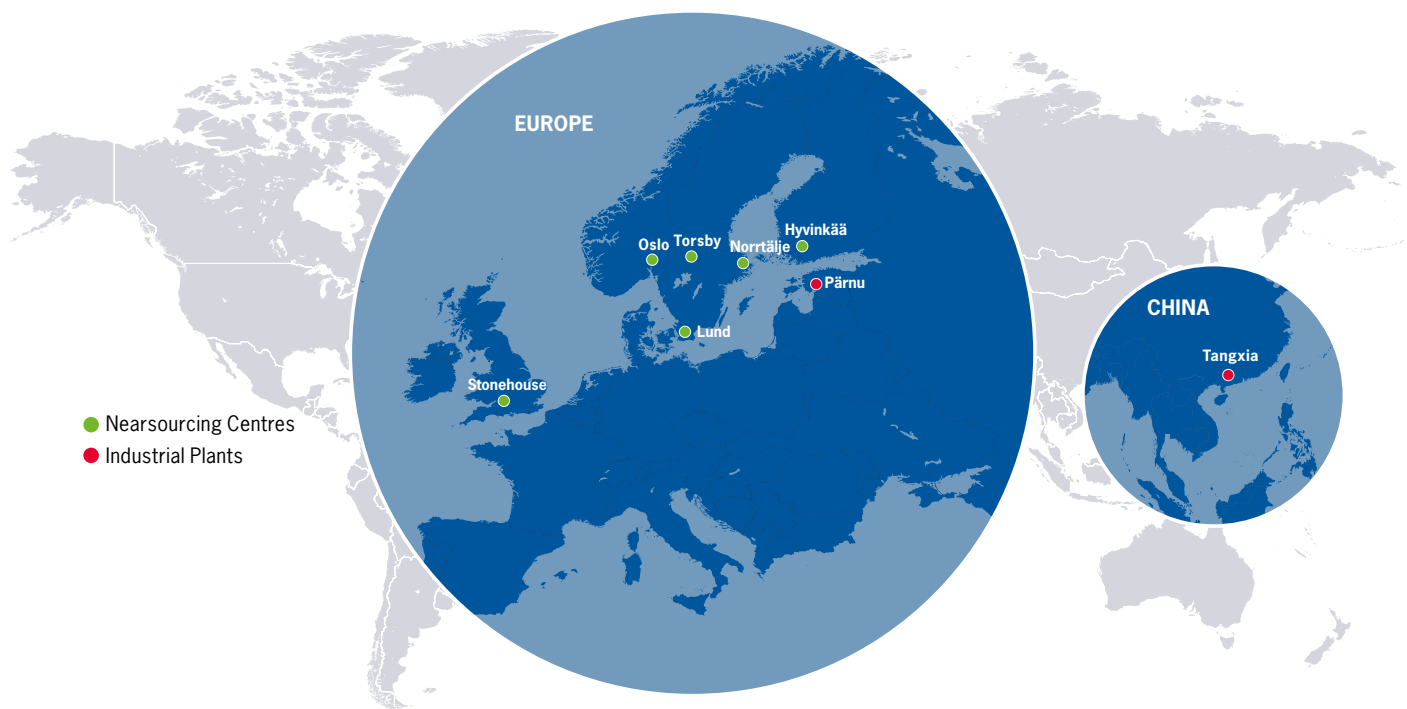 EUROPE
Hyvinkää
Oslo
Torsby
Norrtälje
Pärnu
Lund
Stonehouse
CHINA
Tangxia
Nearsourcing Centres
Industrial Plants